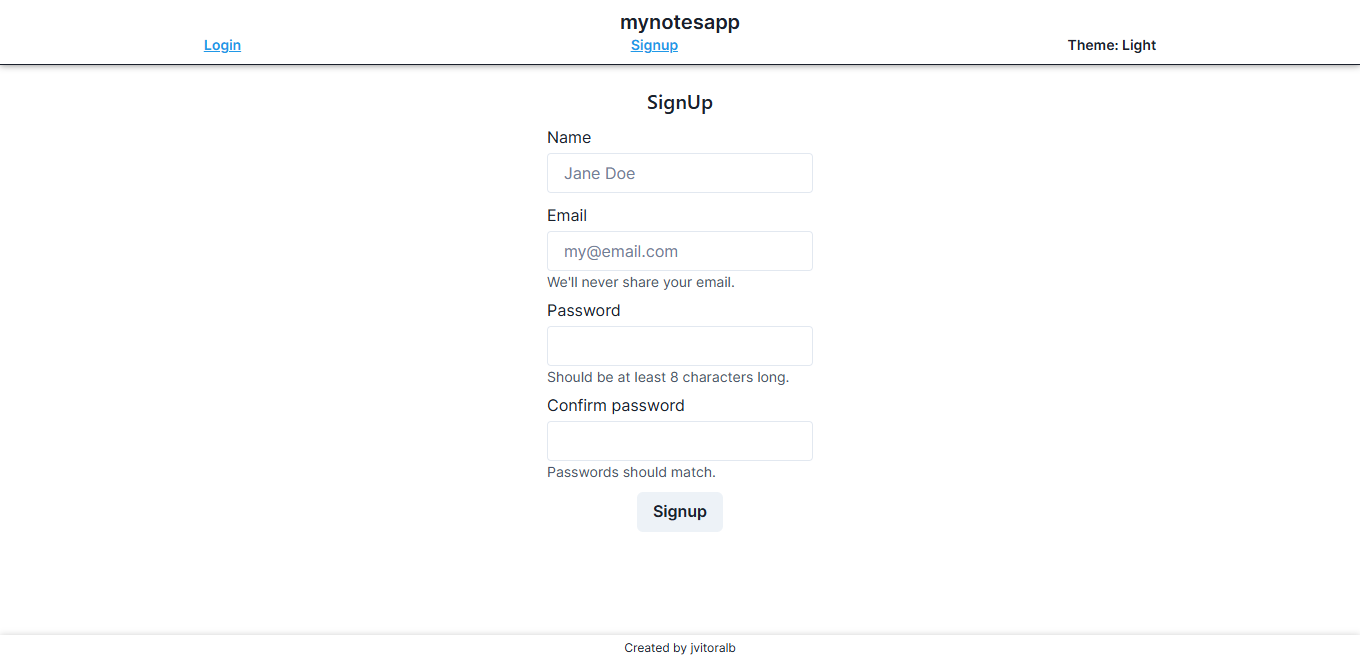 mynotesapp
Login Signup Theme: Light
SignUp
Name
Jane Doe
Email
my@email.com
We'll never share your email.
Password
Should be at least 8 characters long.
Confirm password
Passwords should match.
Signup
Created by jvitoralb